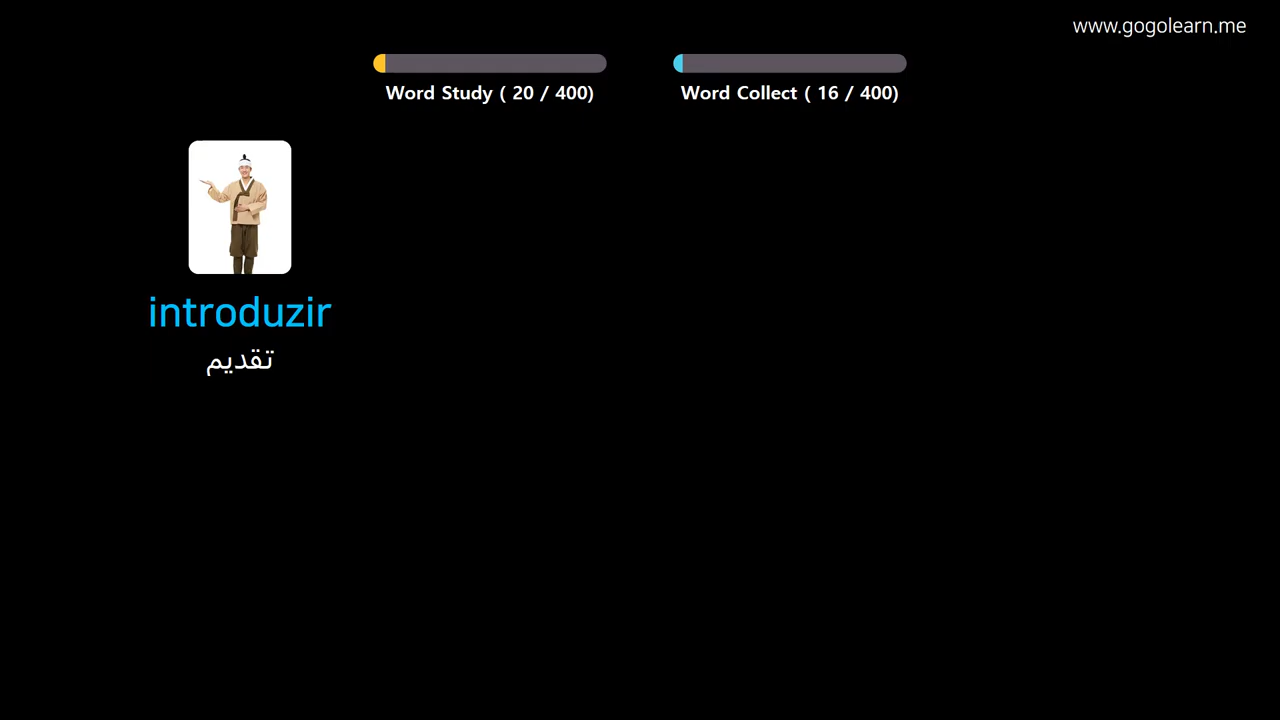 www.gogolearn.me
Word Study ( 20 / 400)
Word Collect ( 16 / 400)
introduzir
تقديم